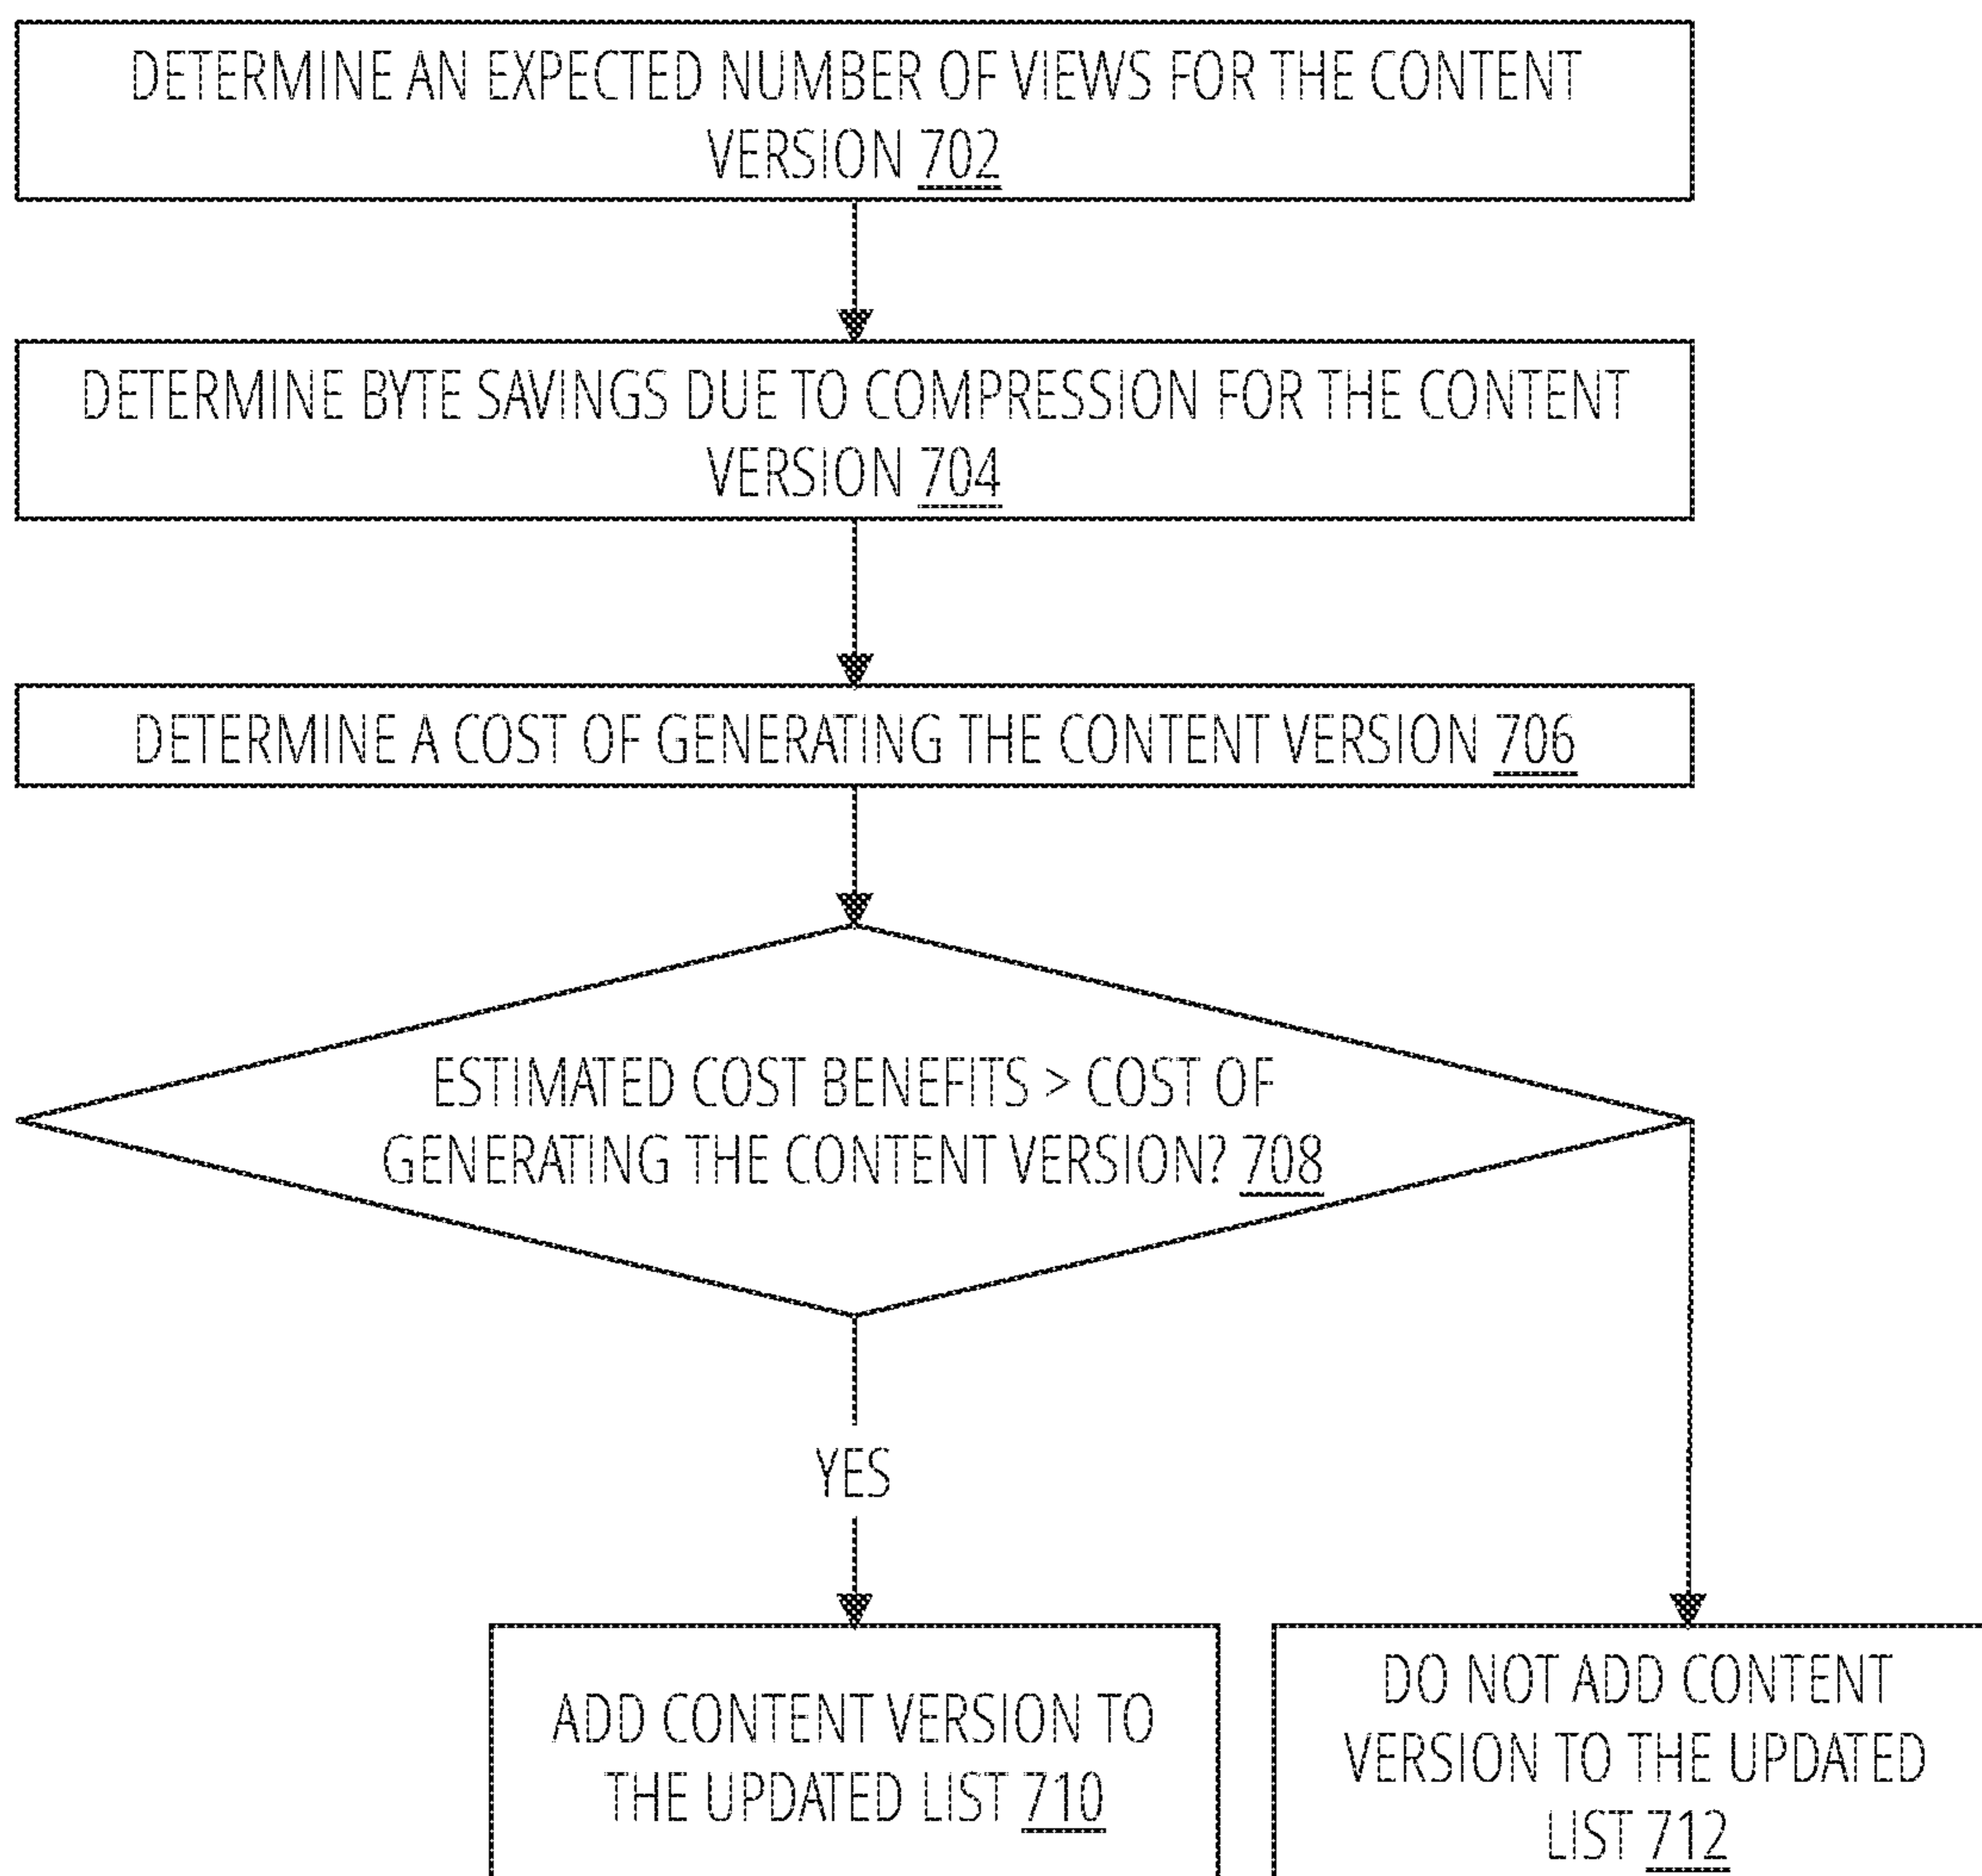 DETERMINE AN EXPECTED NUMBER OF VIEWS FOR THE CONTENT
VERSION 702
DETERMINE BYTE SAVINGS DUE TO COMPRESSION FOR THE CONTENT
VERSION 704
DETERMINE A COST OF GENERATING THE CONTENT VERSION 706
ESTIMATED COST BENEFITS > COST OF
GENERATING THE CONTENT VERSION? 708
YES
ADD CONTENT VERSION TO
THE UPDATED LIST 710
DO NOT ADD CONTENT
VERSION TO THE UPDATED
LIST 712